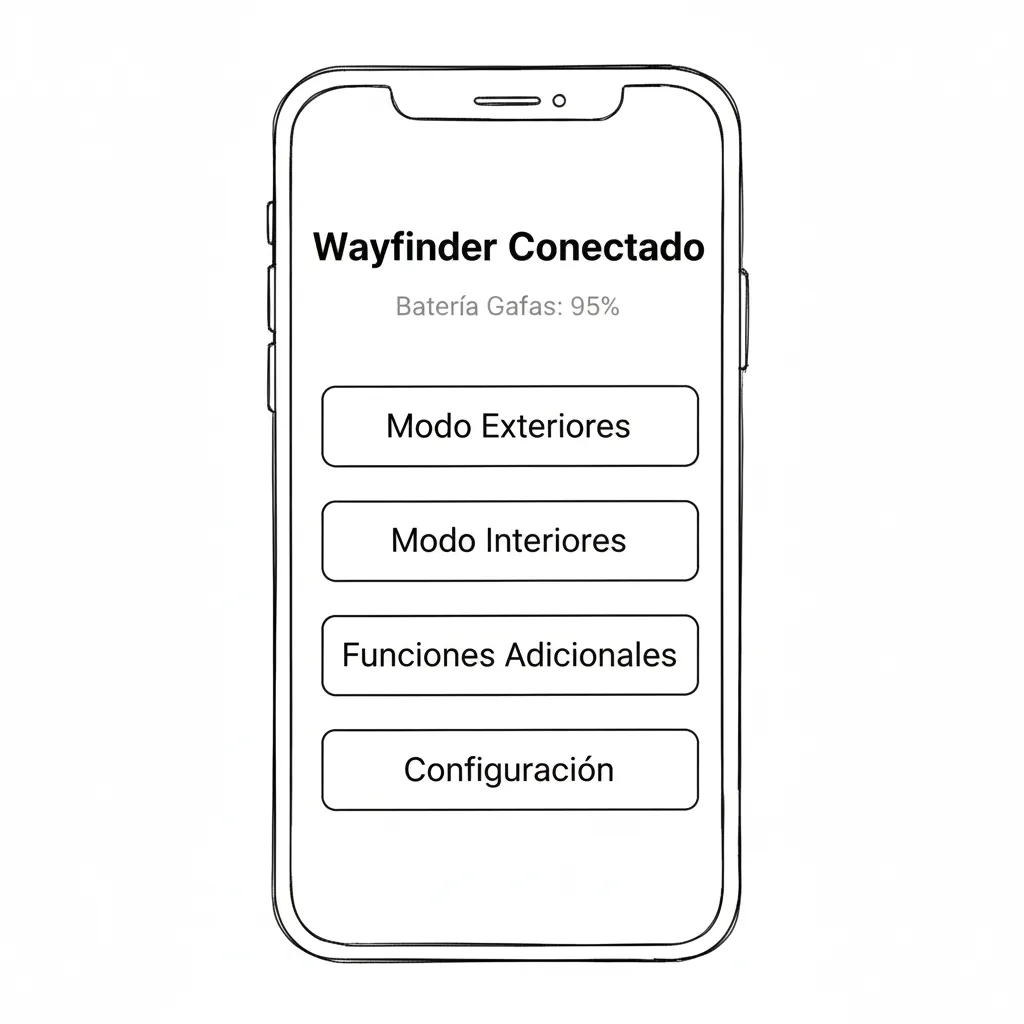 Wayfinder Conectado
Batería Gafas: 95%
Modo Exteriores
Modo Interiores
Funciones Adicionales
Configuración